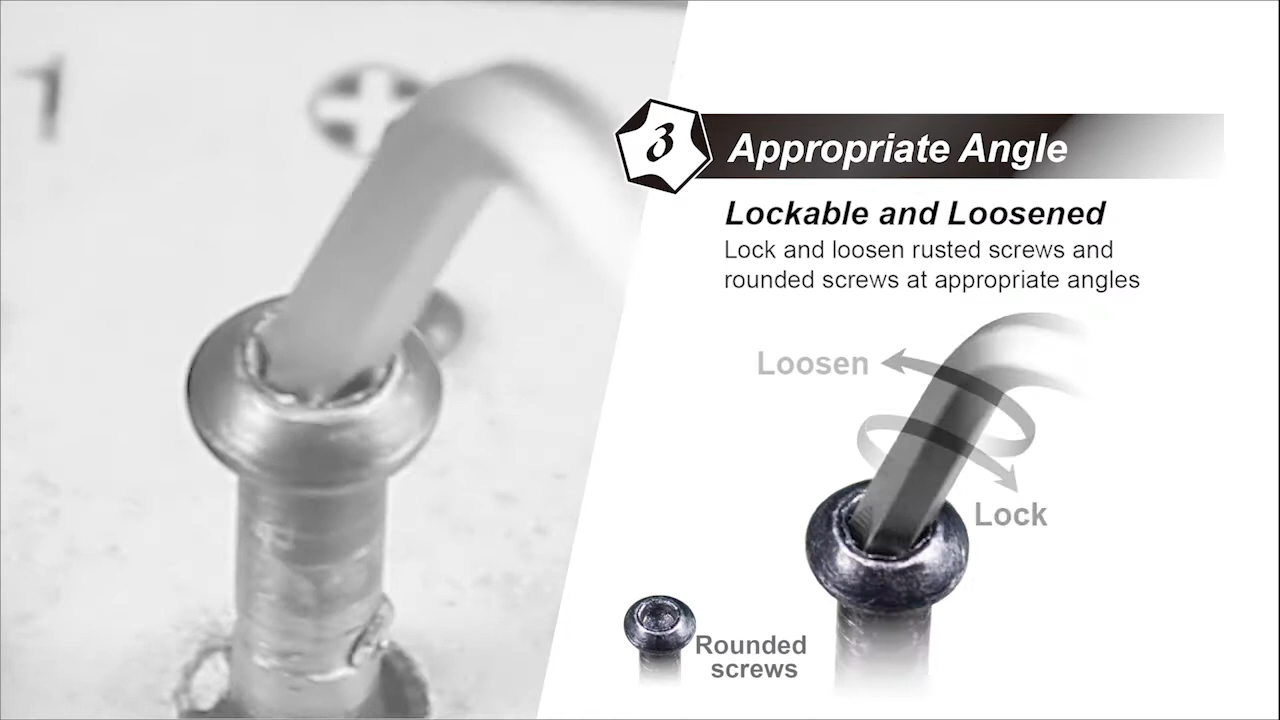 1
3
Appropriate Angle
Lockable and Loosened
Lock and loosen rusted screws and
rounded screws at appropriate angles
Loosen
Lock
Rounded
screws